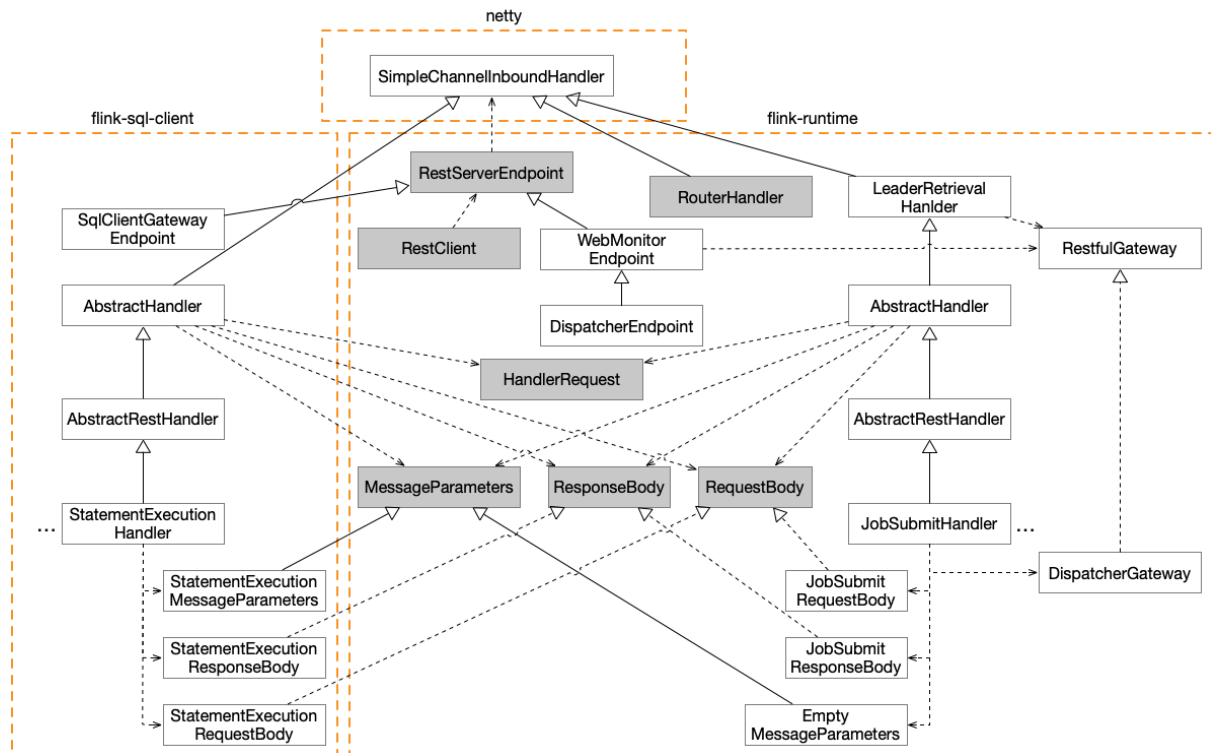 netty
SimpleChannelInboundHandler
flink-sql-client
flink-runtime
RestServerEndpoint
RouterHandler
LeaderRetrieval
Hanlder
SqlClientGateway
Endpoint
RestClient
WebMonitor
Endpoint
RestfulGateway
AbstractHandler
DispatcherEndpoint
AbstractHandler
HandlerRequest
AbstractRestHandler
AbstractRestHandler
MessageParameters
ResponseBody
RequestBody
...
StatementExecution
Handler
JobSubmitHandler
...
StatementExecution
MessageParameters
JobSubmit
RequestBody
DispatcherGateway
StatementExecution
ResponseBody
JobSubmit
ResponseBody
StatementExecution
RequestBody
Empty
MessageParameters